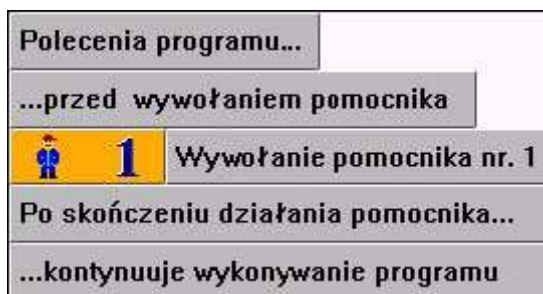 Polecenia programu...
...przed wywołaniem pomocnika
1 Wywołanie pomocnika nr. 1
Po skończeniu działania pomocnika...
...kontynuuje wykonywanie programu